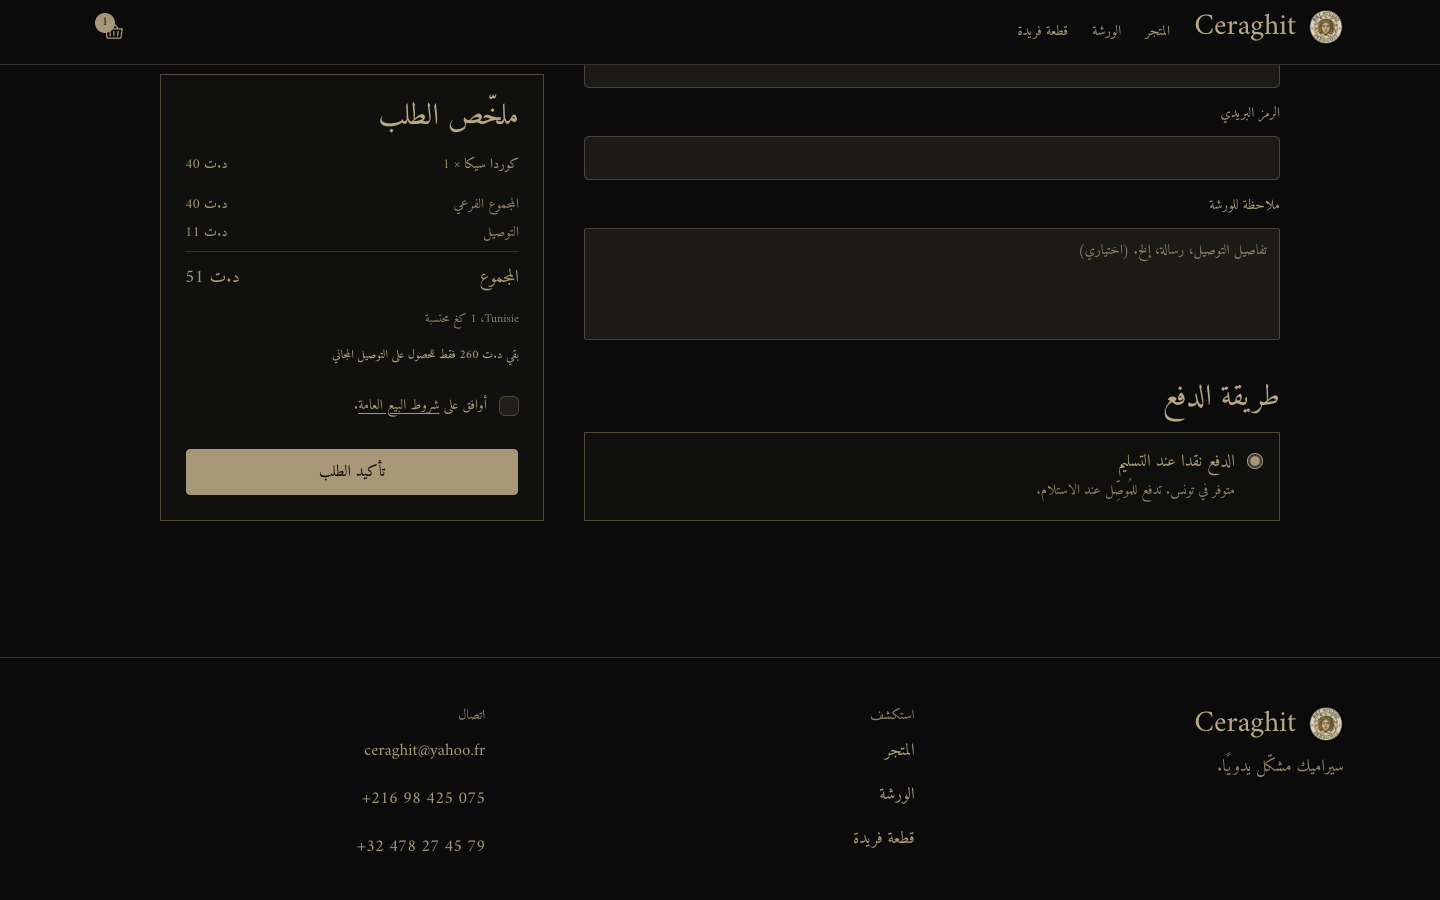 Ceraghit
المتجر
الورشة
قطعة فريدة
1
الرمز البريدي
ملاحظة للورشة
تفاصيل التوصيل، رسالة، إلخ. (اختياري)
طريقة الدفع
الدفع نقدا عند التسليم
متوفر في تونس. تدفع للمُوصِّل عند الاستلام.
ملخّص الطلب
كوردا سيكا × 1 40 د.ت
المجموع الفرعي 40 د.ت
التوصيل 11 د.ت
المجموع 51 د.ت
Tunisie، 1 كغ محتسبة
بقي د.ت 260 فقط للحصول على التوصيل المجاني
أوافق على شروط البيع العامة.
تأكيد الطلب
Ceraghit
سيراميك مشكّل يدويًا.
استكشف
المتجر
الورشة
قطعة فريدة
اتصال
ceraghit@yahoo.fr
+216 98 425 075
+32 478 27 45 79